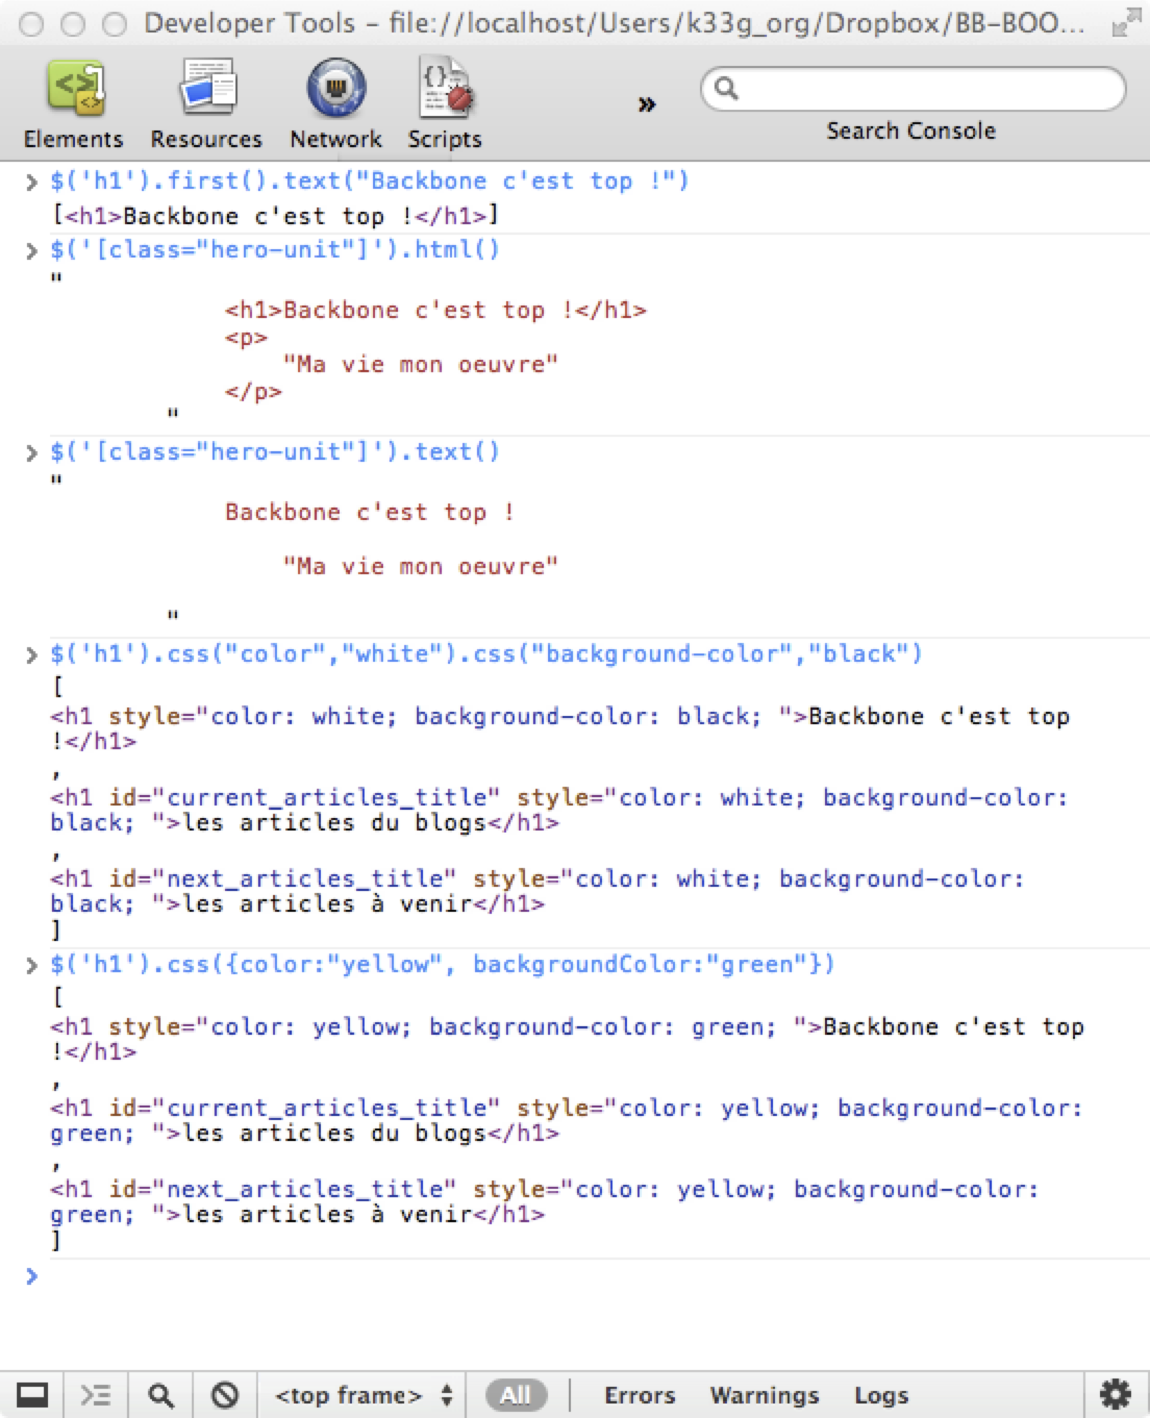 Developer Tools – file://localhost/Users/k33g_org/Dropbox/BB-BOO...
Elements Resources Network Scripts » Search Console
> $('h1').first().text("Backbone c'est top !")
[<h1>Backbone c'est top !</h1>]
> $('[class="hero-unit"]').html()
"
<h1>Backbone c'est top !</h1>
<p>
"Ma vie mon oeuvre"
</p>
"
> $('[class="hero-unit"]').text()
"
Backbone c'est top !
"Ma vie mon oeuvre"
"
> $('h1').css("color","white").css("background-color","black")
[
<h1 style="color: white; background-color: black; ">Backbone c'est top
!</h1>
,
<h1 id="current_articles_title" style="color: white; background-color:
black; ">les articles du blogs</h1>
,
<h1 id="next_articles_title" style="color: white; background-color:
black; ">les articles à venir</h1>
]
> $('h1').css({color:"yellow", backgroundColor:"green"})
[
<h1 style="color: yellow; background-color: green; ">Backbone c'est top
!</h1>
,
<h1 id="current_articles_title" style="color: yellow; background-color:
green; ">les articles du blogs</h1>
,
<h1 id="next_articles_title" style="color: yellow; background-color:
green; ">les articles à venir</h1>
]
>
<top frame> All Errors Warnings Logs